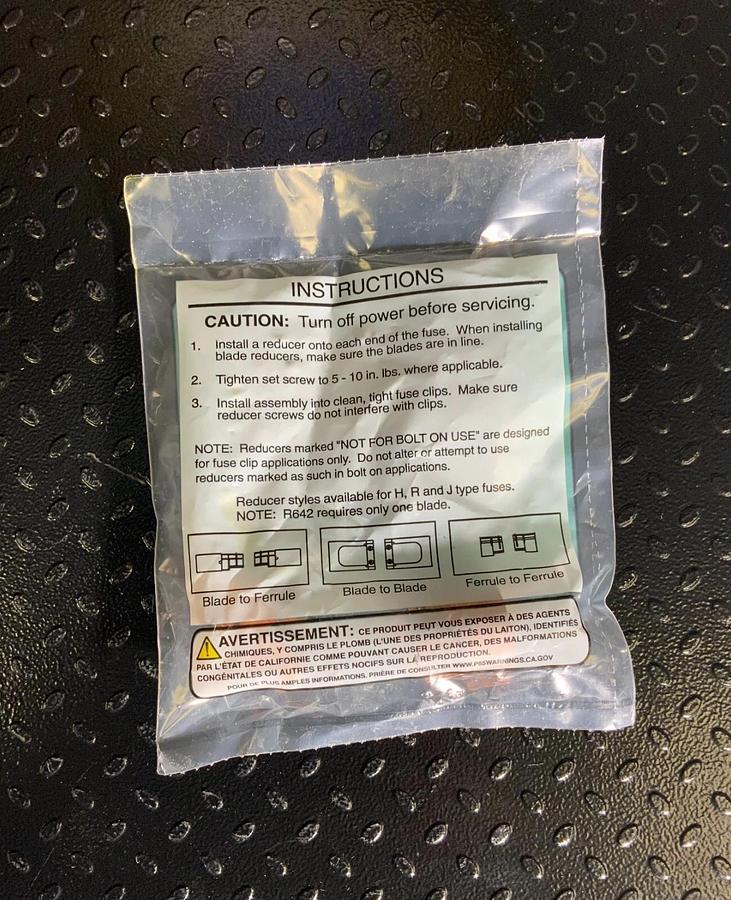 INSTRUCTIONS
CAUTION: Turn off power before servicing.
1. Install a reducer onto each end of the fuse. When installing
blade reducers, make sure the blades are in line.
2. Tighten set screw to 5 - 10 in. lbs. where applicable.
3. Install assembly into clean, tight fuse clips. Make sure
reducer screws do not interfere with clips.
NOTE: Reducers marked "NOT FOR BOLT ON USE" are designed
for fuse clip applications only. Do not alter or attempt to use
reducers marked as such in bolt on applications.
Reducer styles available for H, R and J type fuses.
NOTE: R642 requires only one blade.
Blade to Ferrule
Blade to Blade
Ferrule to Ferrule
AVERTISSEMENT: CE PRODUIT PEUT VOUS EXPOSER À DES AGENTS
CHIMIQUES, Y COMPRIS LE PLOMB (L'UNE DES PROPRIÉTÉS DU LAITON), IDENTIFIÉS
PAR L'ÉTAT DE CALIFORNIE COMME POUVANT CAUSER LE CANCER, DES MALFORMATIONS
CONGÉNITALES OU AUTRES EFFETS NOCIFS SUR LA REPRODUCTION.
POUR DE PLUS AMPLES INFORMATIONS, PRIÈRE DE CONSULTER WWW.P65WARNINGS.CA.GOV